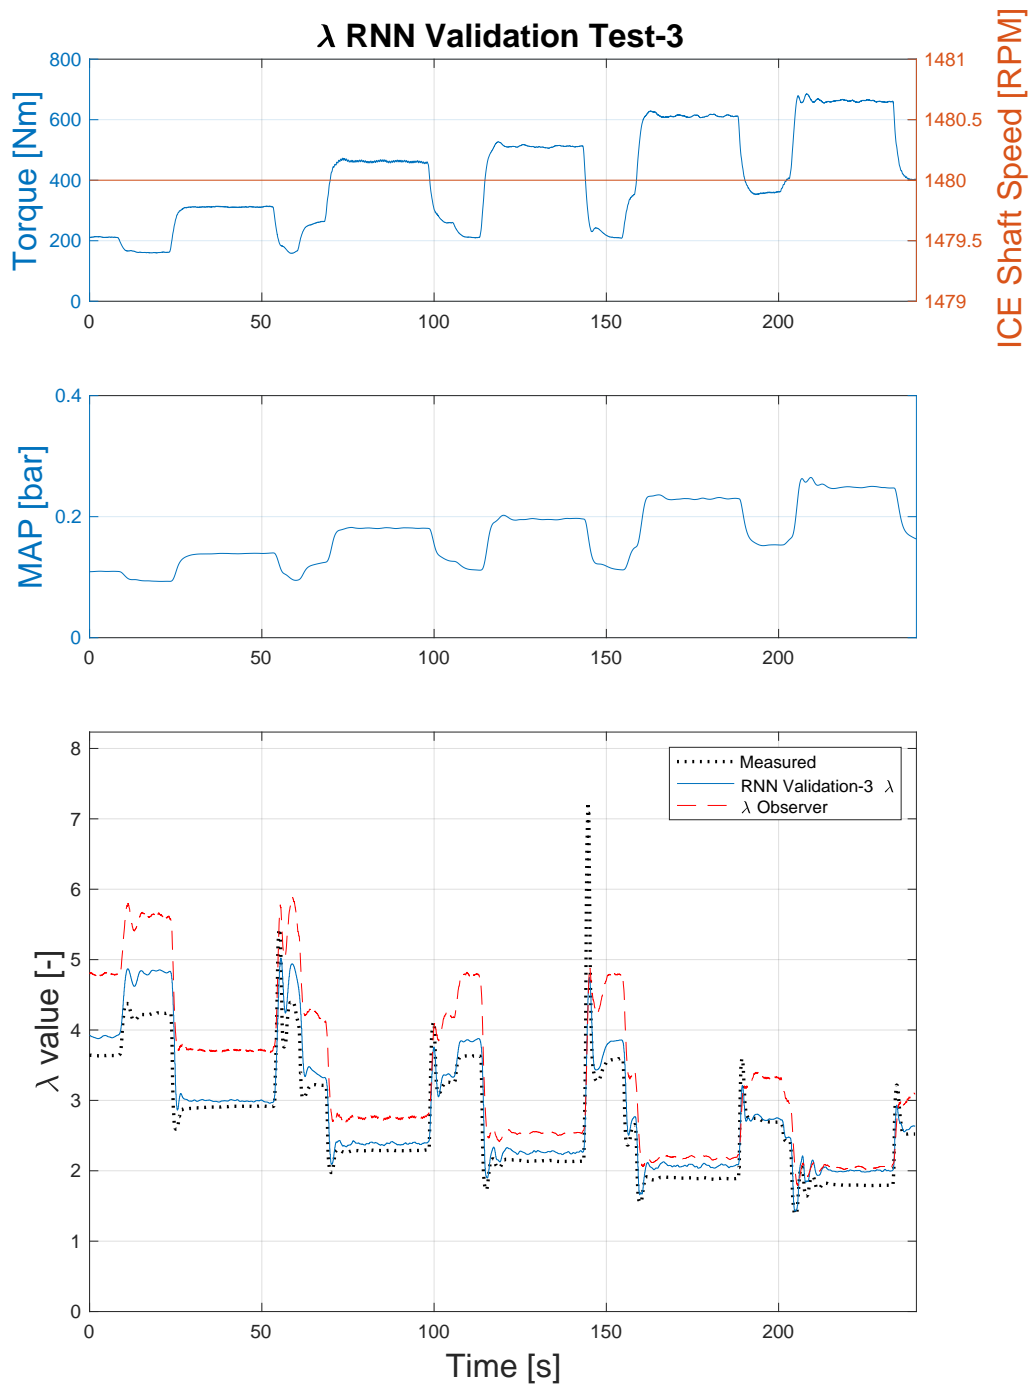 λ RNN Validation Test-3
Torque [Nm]
800
600
400
200
0
1481
1480.5
1480
1479.5
1479
ICE Shaft Speed [RPM]
0 50 100 150 200
MAP [bar]
0.4
0.2
0
0 50 100 150 200
λ value [-]
8
7
6
5
4
3
2
1
0
Measured
RNN Validation-3 λ
λ Observer
0 50 100 150 200
Time [s]